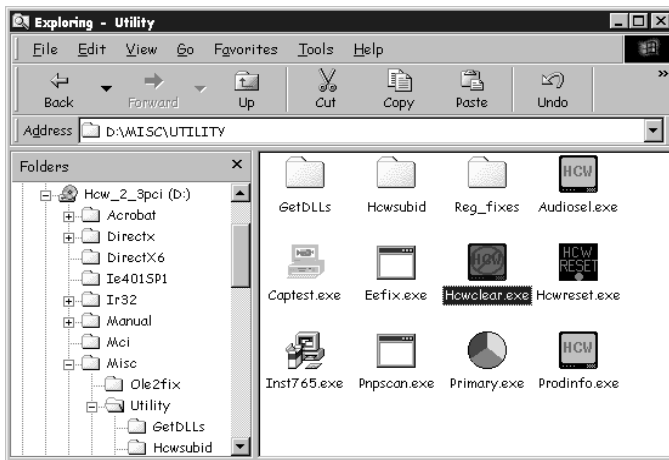 Exploring - Utility
File Edit View Go Favorites Tools Help
Back Forward Up Cut Copy Paste Undo »
Address D:\MISC\UTILITY
Folders
Hcw_2_3pci (D:)
Acrobat
Directx
DirectX6
Ie401SP1
Ir32
Manual
Mci
Misc
Ole2fix
Utility
GetDLLs
Hcwsubid
HCW
GetDLLs Hcwsubid Reg_fixes Audiosel.exe
HCW HCW RESET
Captest.exe Eefix.exe Hcwclear.exe Hcwreset.exe
HCW
Inst765.exe Pnpscan.exe Primary.exe Prodinfo.exe